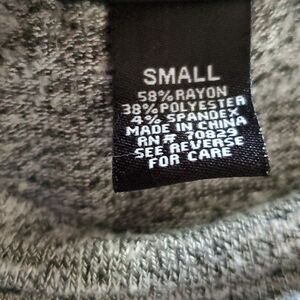 SMALL
58% RAYON
38% POLYESTER
4% SPANDEX
MADE IN CHINA
RN# 70829
SEE REVERSE
FOR CARE